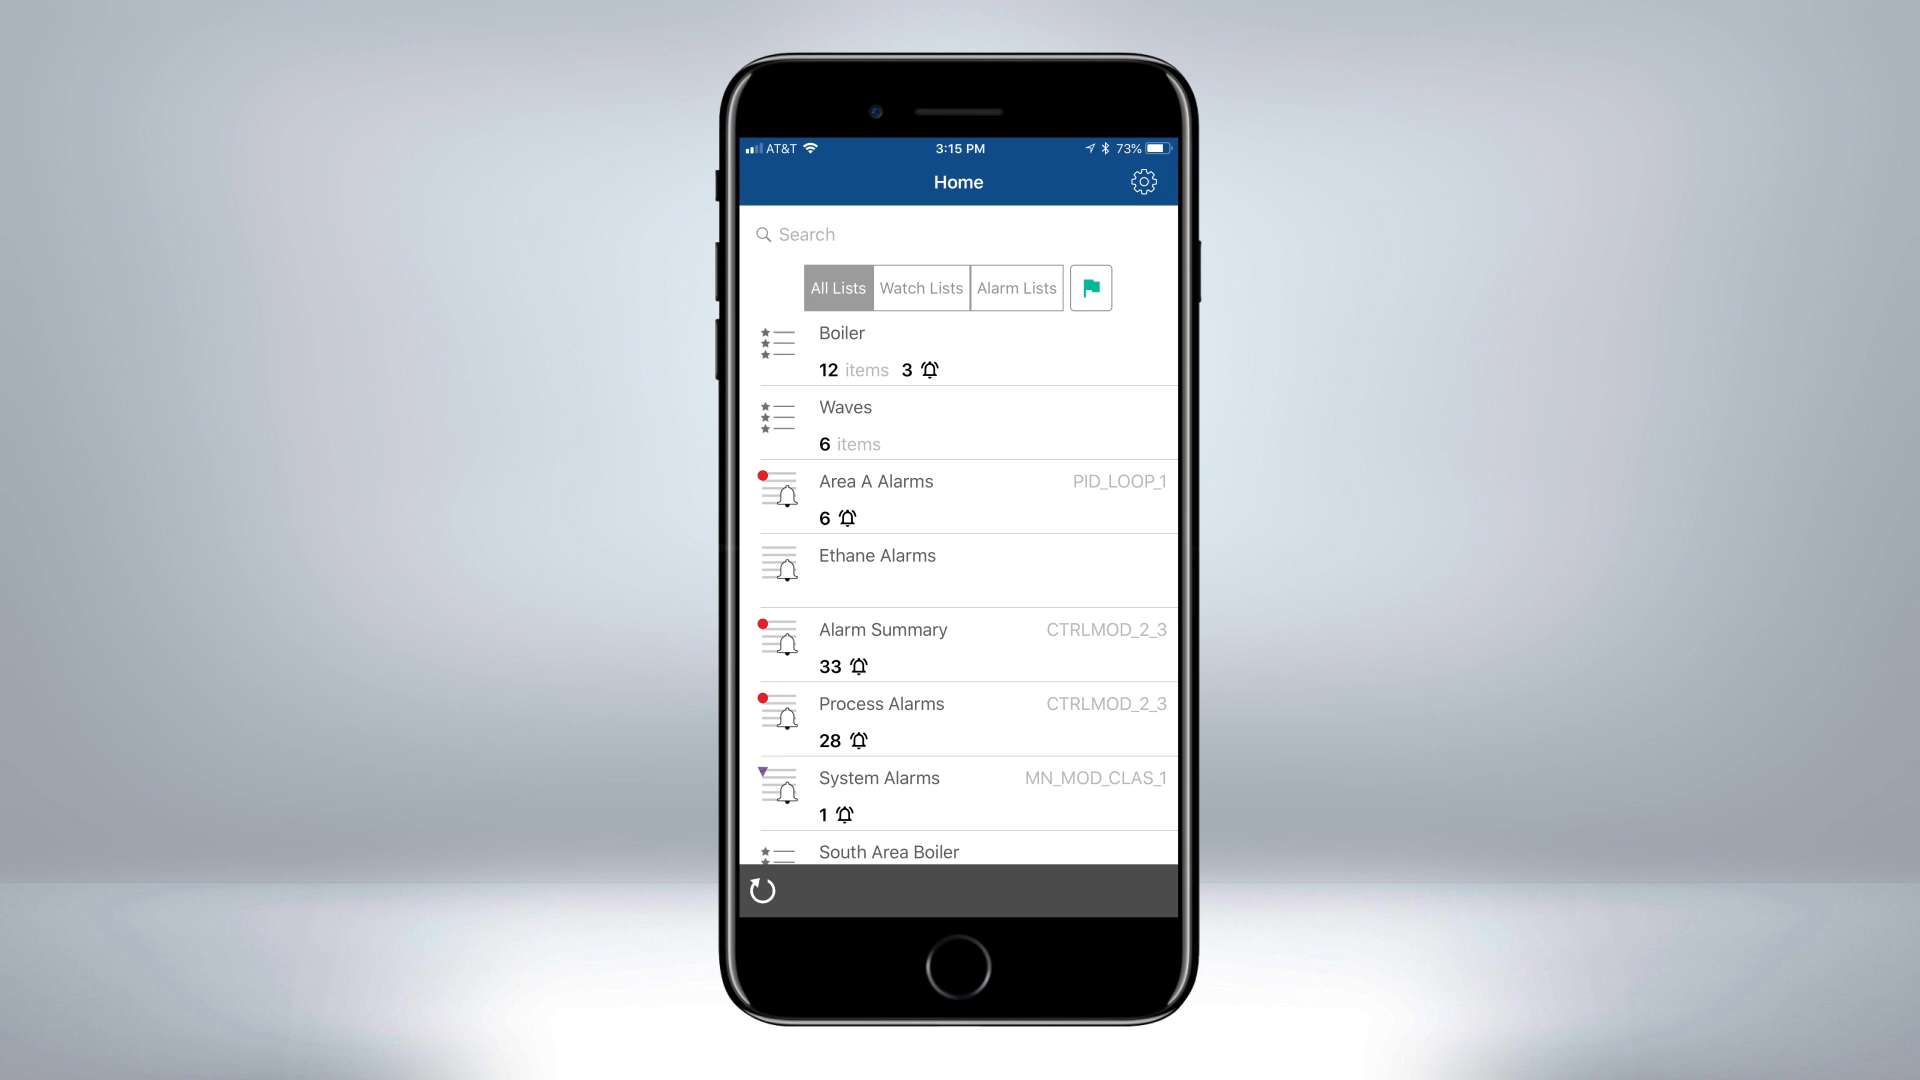 AT&T 3:15 PM 73%
Home
Search
All Lists Watch Lists Alarm Lists
Boiler
12 items 3
Waves
6 items
Area A Alarms PID_LOOP_1
6
Ethane Alarms
Alarm Summary CTRLMOD_2_3
33
Process Alarms CTRLMOD_2_3
28
System Alarms MN_MOD_CLAS_1
1
South Area Boiler